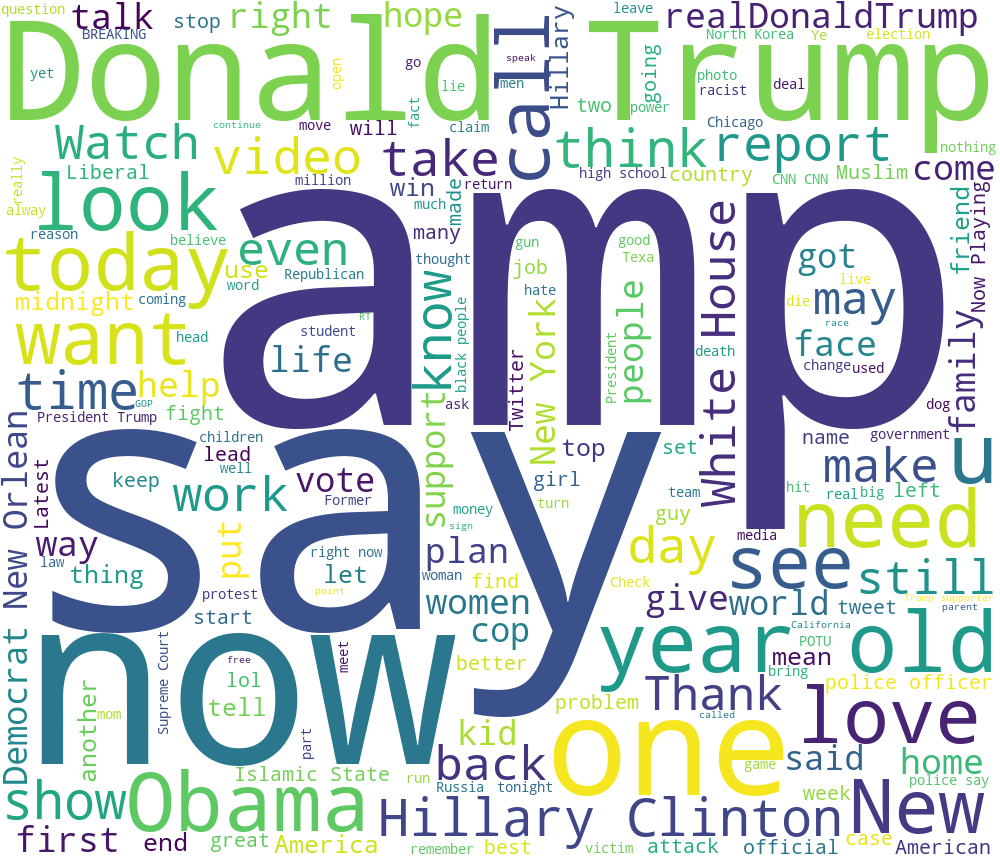 question
talk
stop
right
hope
realDonaldTrump
leave
BREAKING
Donald Trump
call
Hillary
North Korea
Ye
election
yet
open
go
speak
men
going
photo
deal
lie
two
power
racist
fact
continue
move
will
claim
Chicago
nothing
Watch
video
take
think
report
come
Liberal
really
million
return
high school
country
CNN CNN
Muslim
win
made
look
alway
much
reason
believe
many
good
friend
today
even
amp
gun
Texa
got
Now Playing
use
word
Republican
thought
job
people
White House
live
midnight
coming
hate
die
may
RT
student
know
black people
President
race
want
head
life
face
death
change
used
time
help
Twitter
New York
family
GOP
ask
dog
President Trump
fight
support
children
top
set
name
government
New Orlean
Latest
lead
well
say
make
u
keep
vote
girl
team
hit
real
big
left
work
Former
money
turn
guy
need
sign
way
put
right now
plan
day
media
law
thing
let
woman
find
see
still
protest
point
women
Check
give
world
tweet
Trump supporter
parent
start
cop
California
now
year old
Democrat
Supreme Court
free
meet
better
mean
POTU
bring
lol
problem
Thank
police officer
another
mom
tell
part
called
love
kid
one
back
said
home
Islamic State
run
Russia
tonight
game
police say
show
Obama
Hillary Clinton
week
New
first
end
great
America
remember
best
victim
attack
official
case
American